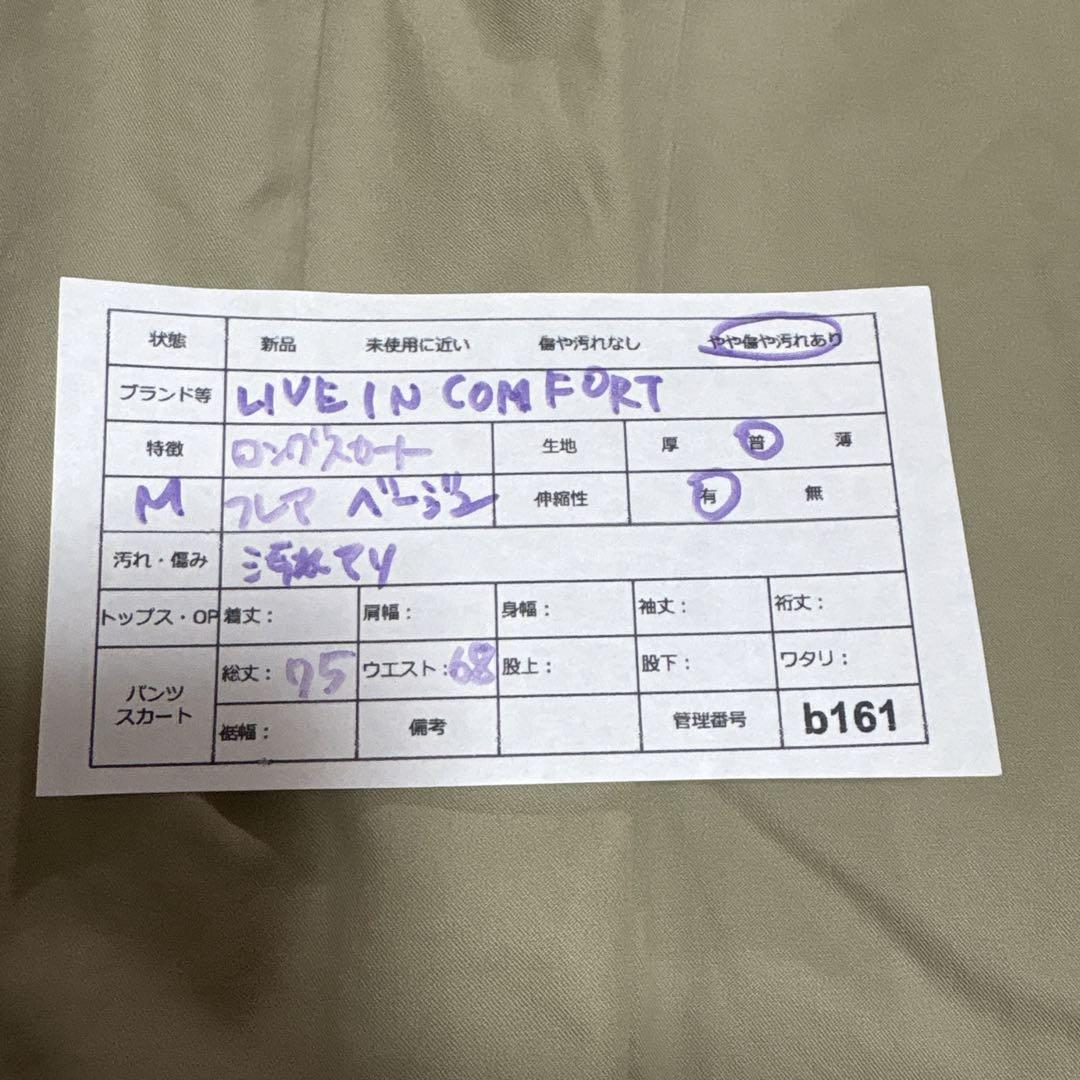 状態 新品 未使用に近い 傷や汚れなし やや傷や汚れあり
ブランド等 LIVE IN COMFORT
特徴 ロングスカート 生地 厚 普 薄
M フレア ベージュ 伸縮性 有 無
汚れ・傷み 汚れてり
トップス・OP 着丈: 肩幅: 身幅: 袖丈: 裄丈:
パンツ スカート 総丈: 75 ウエスト: 68 股上: 股下: ワタリ:
裾幅: 備考 管理番号 b161